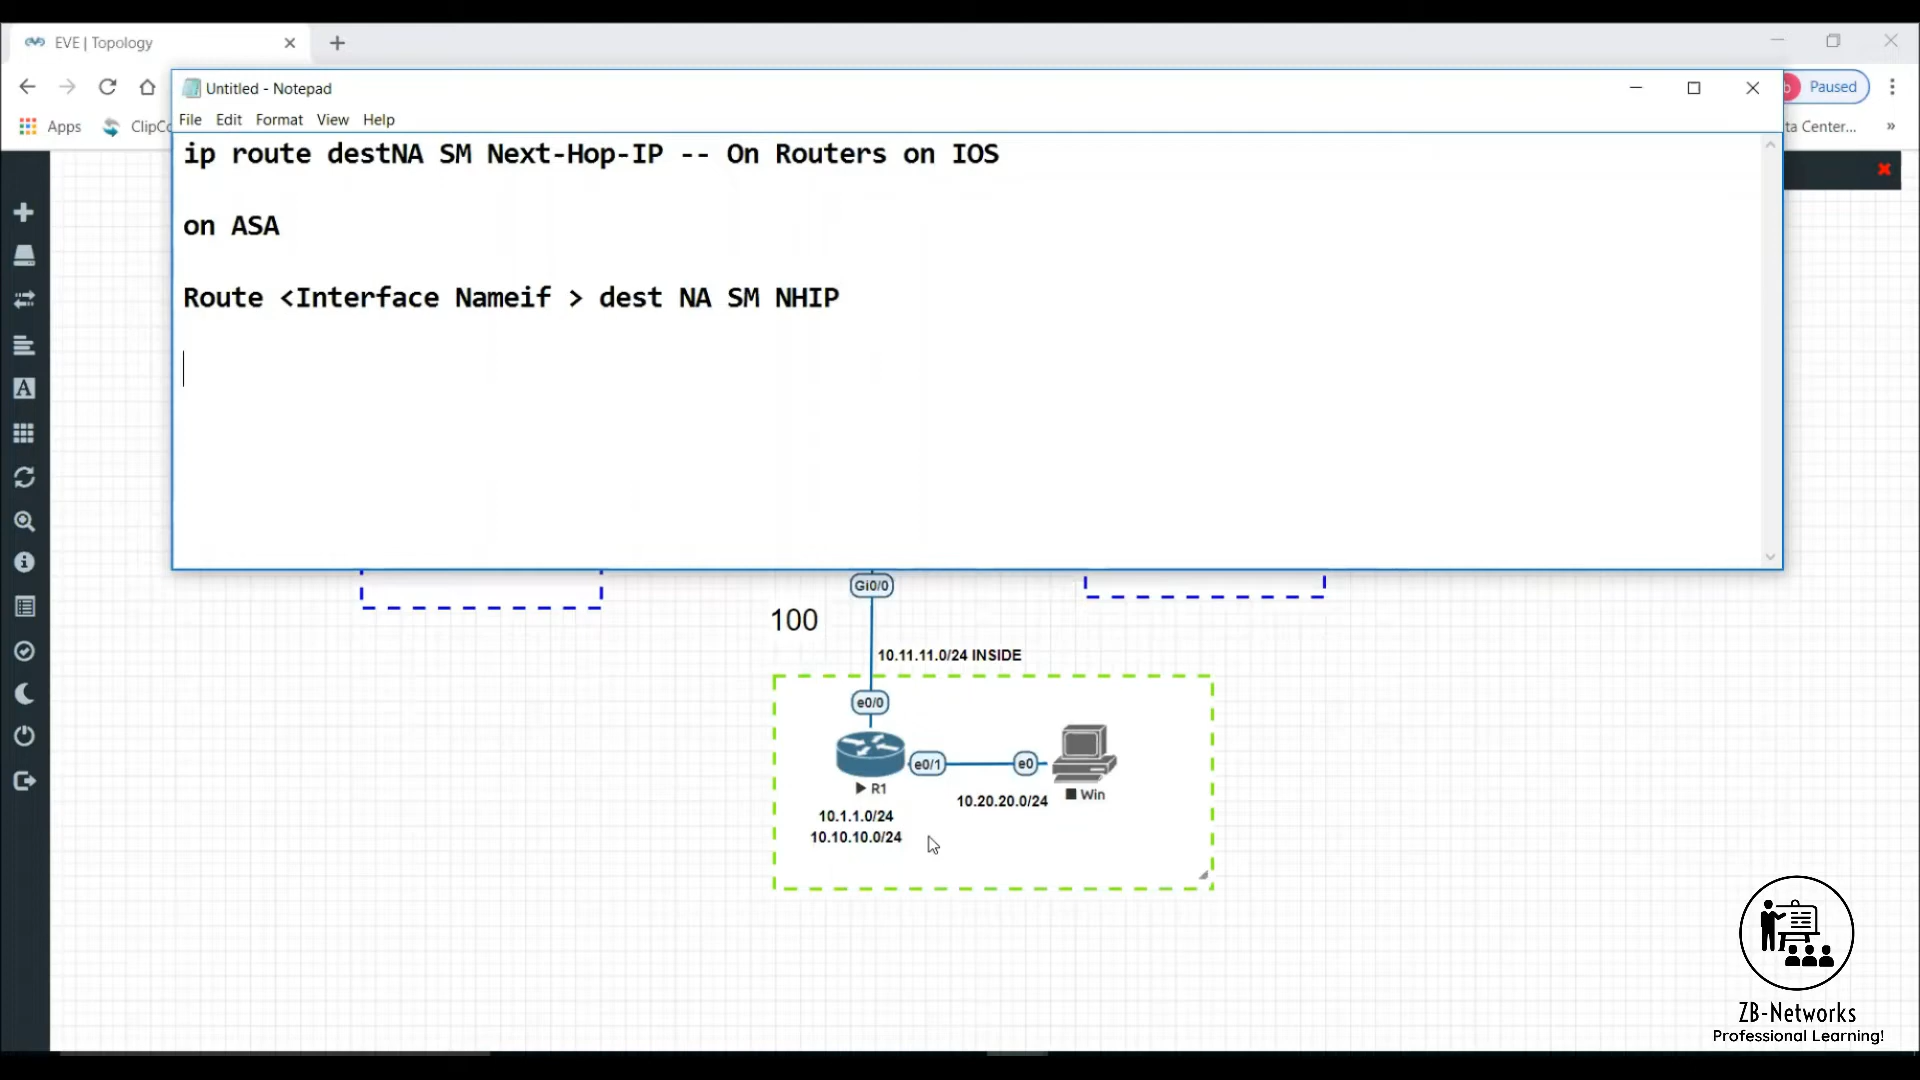 EVE | Topology
Paused
Apps
ClipCo
ta Center...
»
Untitled - Notepad
File Edit Format View Help
ip route destNA SM Next-Hop-IP -- On Routers on IOS
on ASA
Route <Interface Nameif > dest NA SM NHIP
Gi0/0
100
10.11.11.0/24 INSIDE
e0/0
e0/1
e0
R1
Win
10.20.20.0/24
10.1.1.0/24
10.10.10.0/24
ZB-Networks
Professional Learning!